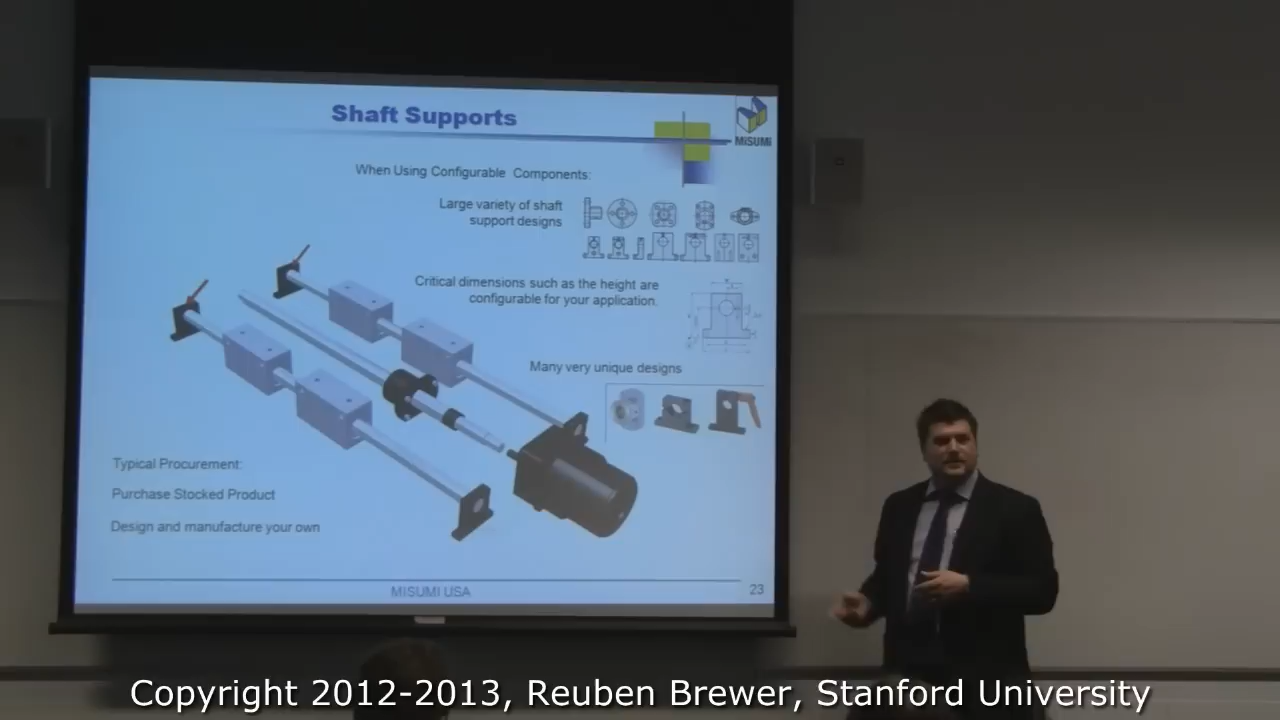 Shaft Supports
MiSUMi
When Using Configurable Components:
Large variety of shaft
support designs
Critical dimensions such as the height are
configurable for your application.
Many very unique designs
Typical Procurement:
Purchase Stocked Product
Design and manufacture your own
MISUMI USA
23
Copyright 2012-2013, Reuben Brewer, Stanford University